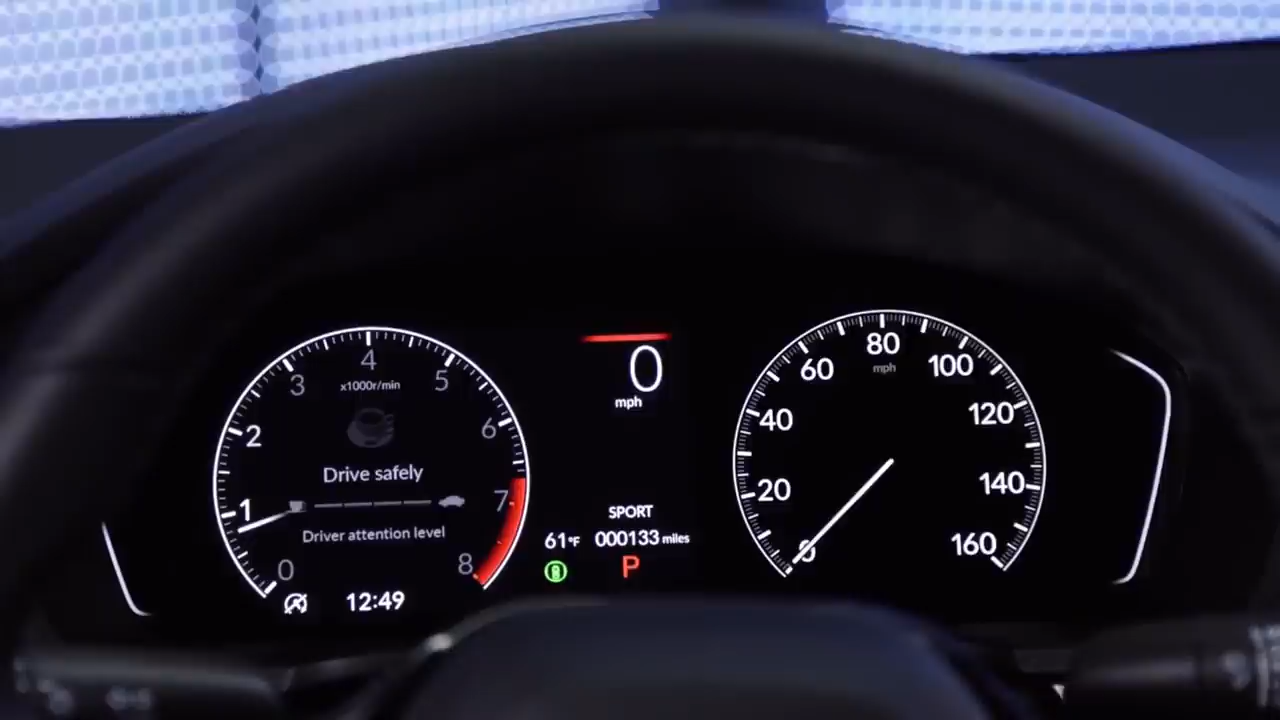 0
1
2
3
4
5
6
7
8
x1000r/min
Drive safely
Driver attention level
12:49
0
mph
SPORT
61°F
000133 miles
P
0
20
40
60
80
100
120
140
160
mph